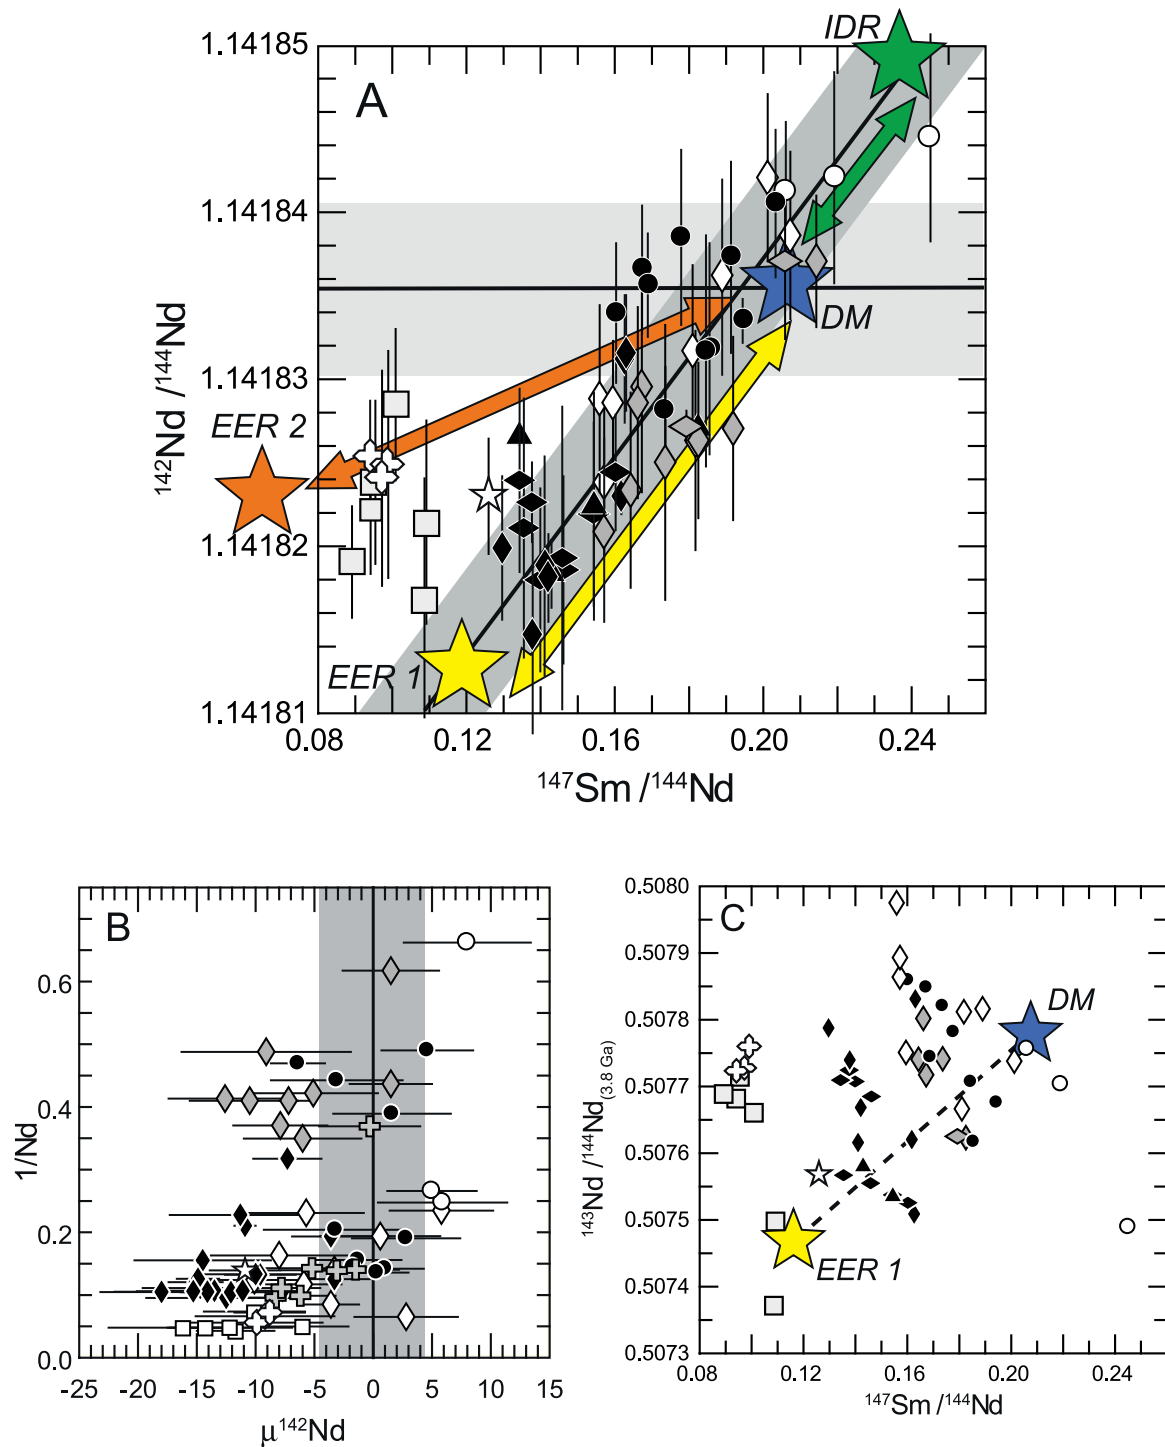 A
IDR
DM
EER 2
EER 1
1.14185
1.14184
1.14183
1.14182
1.14181
¹⁴²Nd /¹⁴⁴Nd
0.08 0.12 0.16 0.20 0.24
¹⁴⁷Sm /¹⁴⁴Nd
B
0.6
0.4
0.2
0.0
1/Nd
-25 -20 -15 -10 -5 0 5 10 15
μ¹⁴²Nd
C
DM
EER 1
0.5080
0.5079
0.5078
0.5077
0.5076
0.5075
0.5074
0.5073
¹⁴³Nd /¹⁴⁴Nd(3.8 Ga)
0.08 0.12 0.16 0.20 0.24
¹⁴⁷Sm /¹⁴⁴Nd